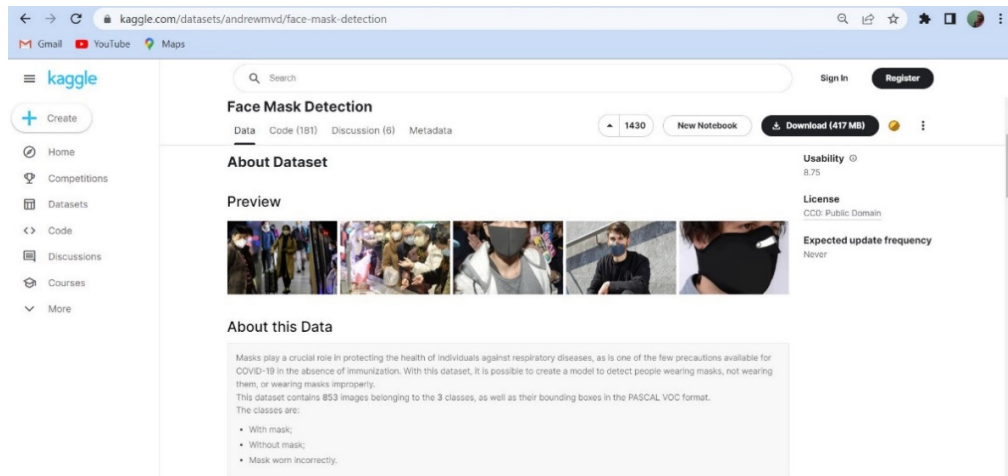 kaggle.com/datasets/andrewmvd/face-mask-detection
Gmail YouTube Maps
kaggle
Search
Sign In Register
Create
Home
Competitions
Datasets
Code
Discussions
Courses
More
Face Mask Detection
Data Code (181) Discussion (6) Metadata
1430 New Notebook Download (417 MB)
About Dataset
Preview
About this Data
Masks play a crucial role in protecting the health of individuals against respiratory diseases, as is one of the few precautions available for
COVID-19 in the absence of immunization. With this dataset, it is possible to create a model to detect people wearing masks, not wearing
them, or wearing masks improperly.
This dataset contains 853 images belonging to the 3 classes, as well as their bounding boxes in the PASCAL VOC format.
The classes are:
• With mask;
• Without mask;
• Mask worn incorrectly.
Usability
8.75
License
CC0: Public Domain
Expected update frequency
Never